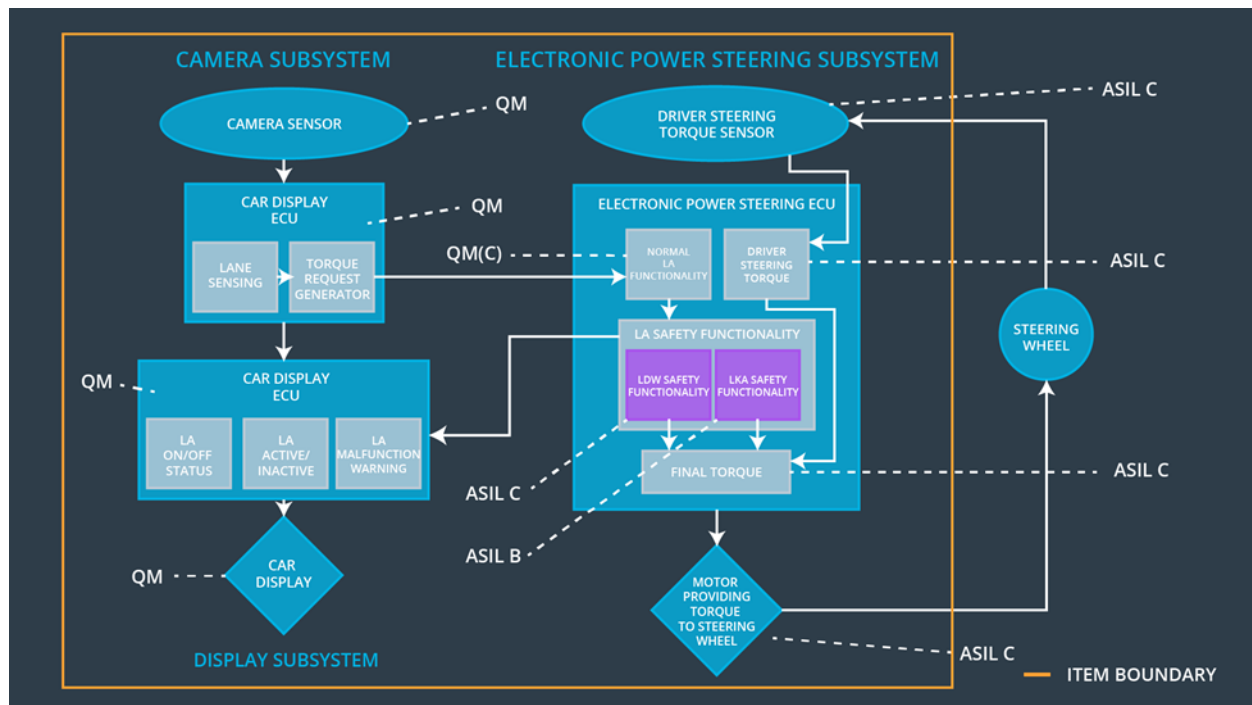 CAMERA SUBSYSTEM
ELECTRONIC POWER STEERING SUBSYSTEM
CAMERA SENSOR
QM
DRIVER STEERING
TORQUE SENSOR
ASIL C
CAR DISPLAY
ECU
QM
LANE
SENSING
TORQUE
REQUEST
GENERATOR
ELECTRONIC POWER STEERING ECU
QM(C)
NORMAL
LA
FUNCTIONALITY
DRIVER
STEERING
TORQUE
ASIL C
LA SAFETY FUNCTIONALITY
LDW SAFETY
FUNCTIONALITY
LKA SAFETY
FUNCTIONALITY
STEERING
WHEEL
QM
CAR DISPLAY
ECU
LA
ON/OFF
STATUS
LA
ACTIVE/
INACTIVE
LA
MALFUNCTION
WARNING
FINAL TORQUE
ASIL C
ASIL C
ASIL B
QM
CAR
DISPLAY
MOTOR
PROVIDING
TORQUE
TO STEERING
WHEEL
ASIL C
DISPLAY SUBSYSTEM
ITEM BOUNDARY